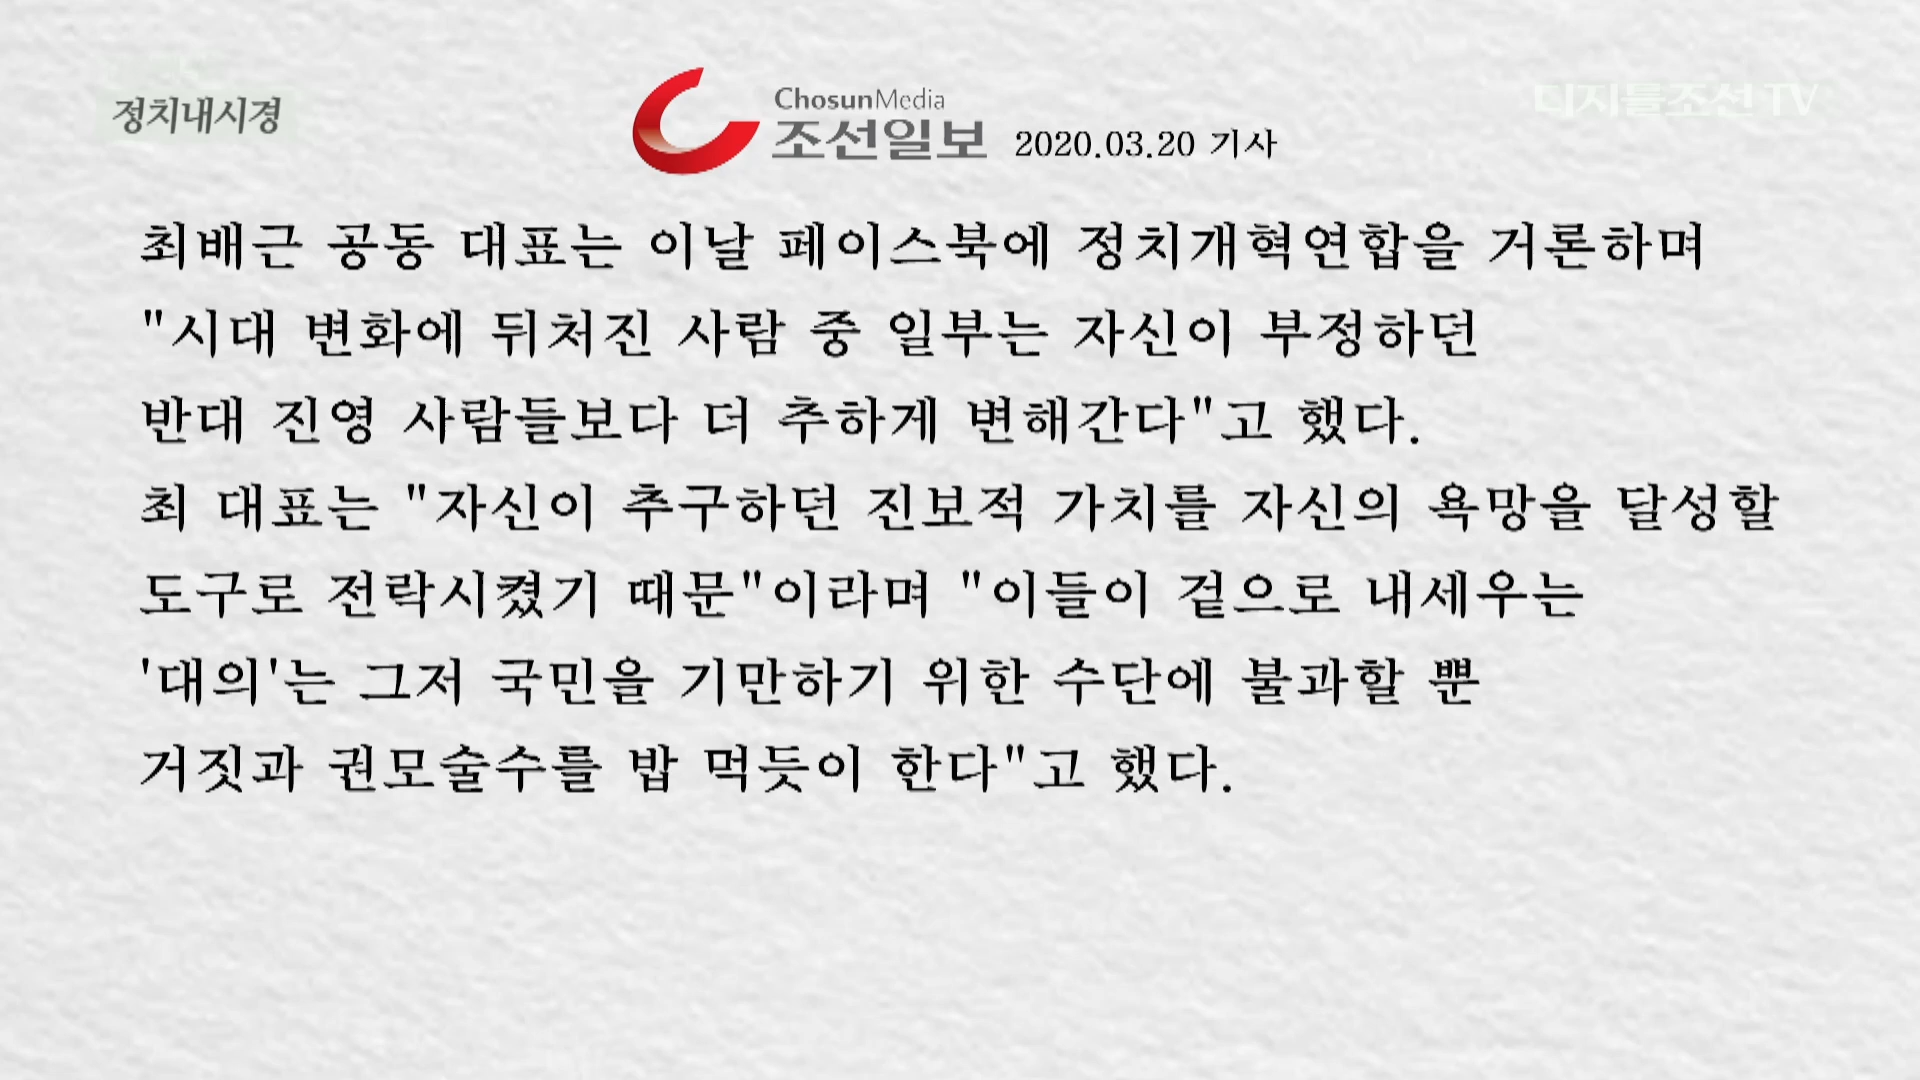 정치내시경
ChosunMedia
조선일보 2020.03.20 기사
디지틀조선TV
최배근 공동 대표는 이날 페이스북에 정치개혁연합을 거론하며
"시대 변화에 뒤처진 사람 중 일부는 자신이 부정하던
반대 진영 사람들보다 더 추하게 변해간다"고 했다.
최 대표는 "자신이 추구하던 진보적 가치를 자신의 욕망을 달성할
도구로 전락시켰기 때문"이라며 "이들이 겉으로 내세우는
'대의'는 그저 국민을 기만하기 위한 수단에 불과할 뿐
거짓과 권모술수를 밥 먹듯이 한다"고 했다.